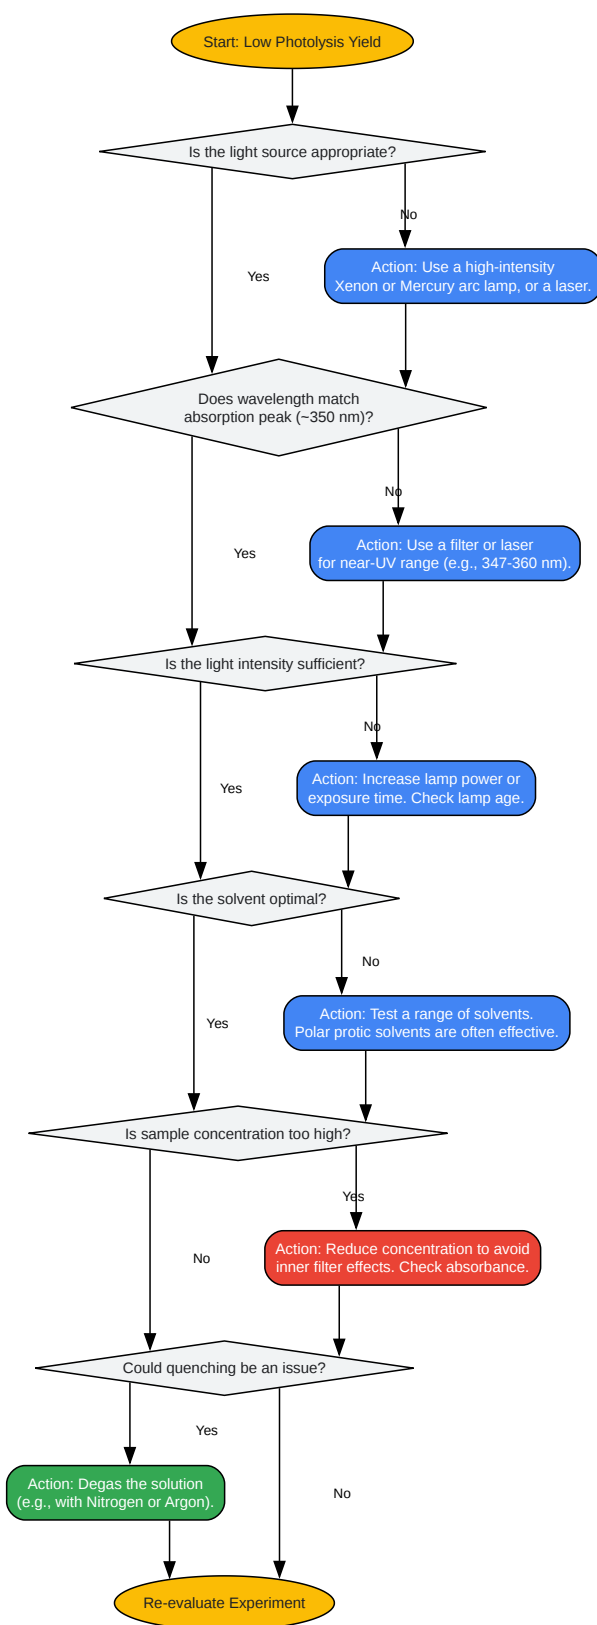 Start: Low Photolysis Yield
Is the light source appropriate?
No
Action: Use a high-intensity
Xenon or Mercury arc lamp, or a laser.
Yes
Does wavelength match
absorption peak (~350 nm)?
No
Action: Use a filter or laser
for near-UV range (e.g., 347-360 nm).
Yes
Is the light intensity sufficient?
No
Action: Increase lamp power or
exposure time. Check lamp age.
Yes
Is the solvent optimal?
No
Action: Test a range of solvents.
Polar protic solvents are often effective.
Yes
Is sample concentration too high?
Yes
Action: Reduce concentration to avoid
inner filter effects. Check absorbance.
No
Could quenching be an issue?
Yes
Action: Degas the solution
(e.g., with Nitrogen or Argon).
No
Re-evaluate Experiment